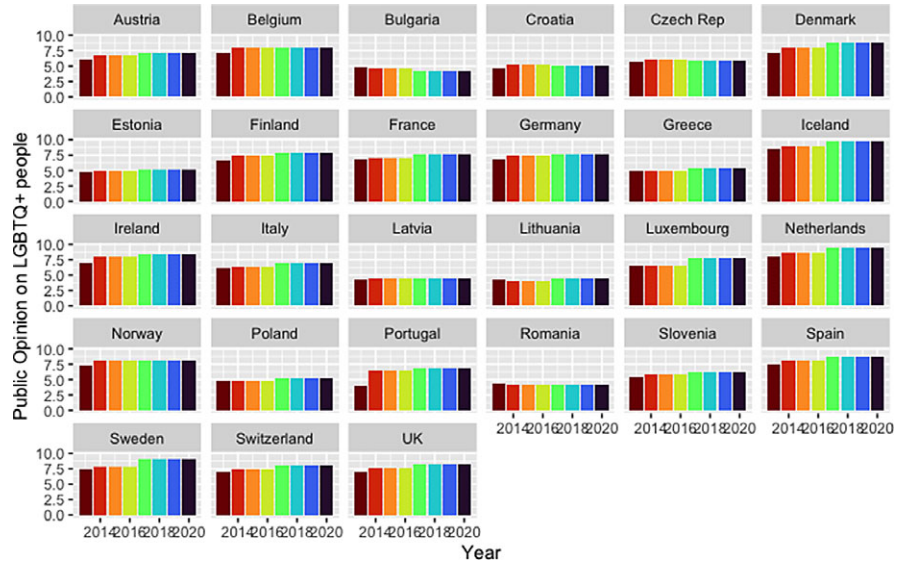 Public Opinion on LGBTQ+ people
Austria Belgium Bulgaria Croatia Czech Rep Denmark
10.0
7.5
5.0
2.5
0.0
Estonia Finland France Germany Greece Iceland
10.0
7.5
5.0
2.5
0.0
Ireland Italy Latvia Lithuania Luxembourg Netherlands
10.0
7.5
5.0
2.5
0.0
Norway Poland Portugal Romania Slovenia Spain
10.0
7.5
5.0
2.5
0.0
2014 2016 2018 2020 2014 2016 2018 2020 2014 2016 2018 2020
Sweden Switzerland UK
10.0
7.5
5.0
2.5
0.0
2014 2016 2018 2020 2014 2016 2018 2020 2014 2016 2018 2020
Year